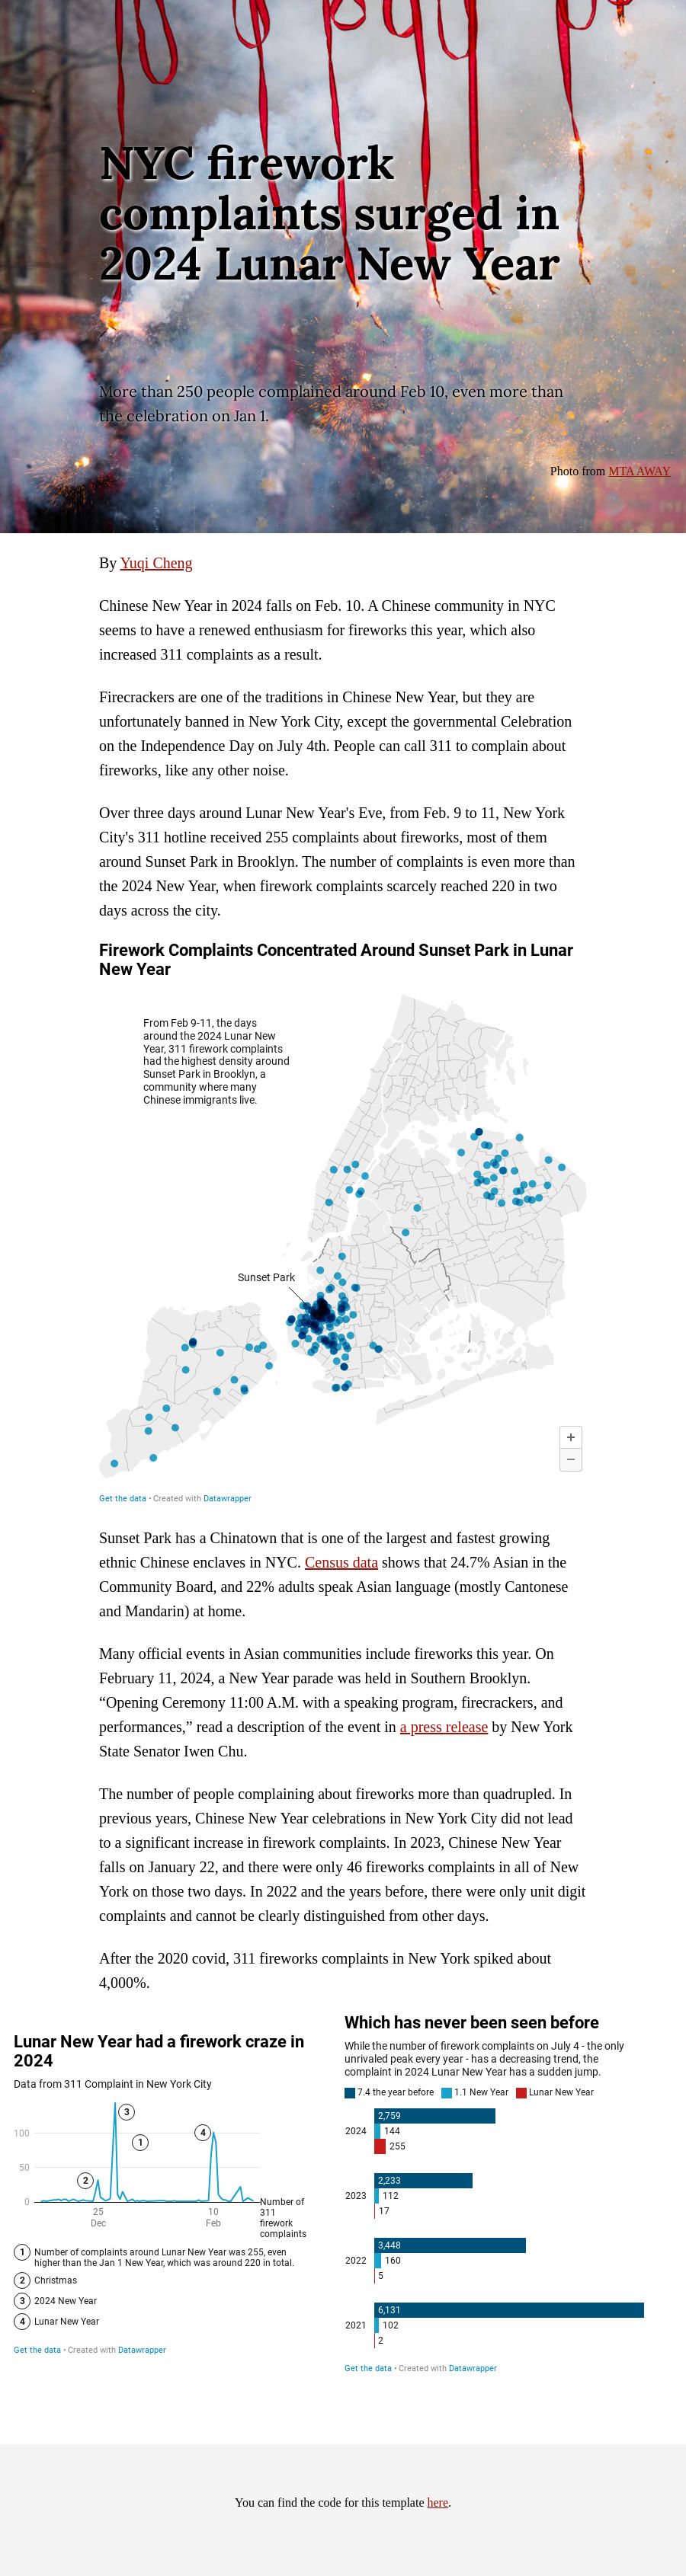 NYC firework
complaints surged in
2024 Lunar New Year
More than 250 people complained around Feb 10, even more than
the celebration on Jan 1.
Photo from MTA AWAY
By Yuqi Cheng
Chinese New Year in 2024 falls on Feb. 10. A Chinese community in NYC
seems to have a renewed enthusiasm for fireworks this year, which also
increased 311 complaints as a result.
Firecrackers are one of the traditions in Chinese New Year, but they are
unfortunately banned in New York City, except the governmental Celebration
on the Independence Day on July 4th. People can call 311 to complain about
fireworks, like any other noise.
Over three days around Lunar New Year's Eve, from Feb. 9 to 11, New York
City's 311 hotline received 255 complaints about fireworks, most of them
around Sunset Park in Brooklyn. The number of complaints is even more than
the 2024 New Year, when firework complaints scarcely reached 220 in two
days across the city.
Firework Complaints Concentrated Around Sunset Park in Lunar
New Year
From Feb 9-11, the days
around the 2024 Lunar New
Year, 311 firework complaints
had the highest density around
Sunset Park in Brooklyn, a
community where many
Chinese immigrants live.
Sunset Park
+
−
Get the data • Created with Datawrapper
Sunset Park has a Chinatown that is one of the largest and fastest growing
ethnic Chinese enclaves in NYC. Census data shows that 24.7% Asian in the
Community Board, and 22% adults speak Asian language (mostly Cantonese
and Mandarin) at home.
Many official events in Asian communities include fireworks this year. On
February 11, 2024, a New Year parade was held in Southern Brooklyn.
“Opening Ceremony 11:00 A.M. with a speaking program, firecrackers, and
performances,” read a description of the event in a press release by New York
State Senator Iwen Chu.
The number of people complaining about fireworks more than quadrupled. In
previous years, Chinese New Year celebrations in New York City did not lead
to a significant increase in firework complaints. In 2023, Chinese New Year
falls on January 22, and there were only 46 fireworks complaints in all of New
York on those two days. In 2022 and the years before, there were only unit digit
complaints and cannot be clearly distinguished from other days.
After the 2020 covid, 311 fireworks complaints in New York spiked about
4,000%.
Lunar New Year had a firework craze in
2024
Data from 311 Complaint in New York City
3
1
4
100
50
2
0
Number of
311
firework
complaints
25
Dec
10
Feb
1 Number of complaints around Lunar New Year was 255, even
higher than the Jan 1 New Year, which was around 220 in total.
2 Christmas
3 2024 New Year
4 Lunar New Year
Get the data • Created with Datawrapper
Which has never been seen before
While the number of firework complaints on July 4 - the only
unrivaled peak every year - has a decreasing trend, the
complaint in 2024 Lunar New Year has a sudden jump.
7.4 the year before 1.1 New Year Lunar New Year
2,759
2024 144
255
2,233
2023 112
17
3,448
2022 160
5
6,131
2021 102
2
Get the data • Created with Datawrapper
You can find the code for this template here.